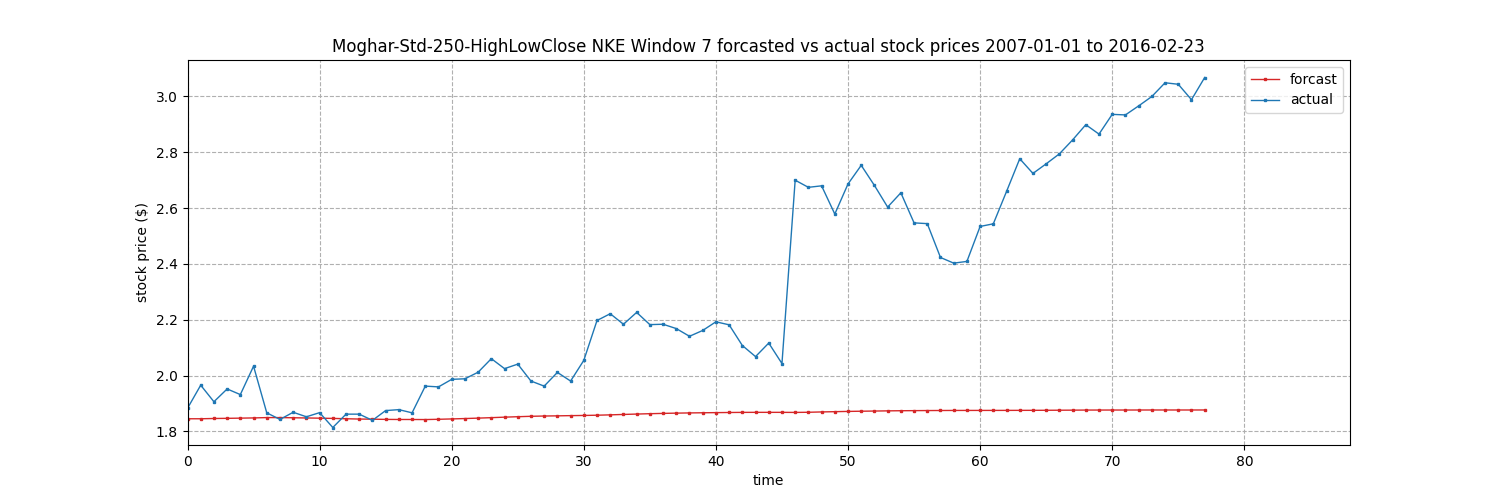 Moghar-Std-250-HighLowClose NKE Window 7 forcasted vs actual stock prices 2007-01-01 to 2016-02-23
forcast
actual
stock price ($)
3.0
2.8
2.6
2.4
2.2
2.0
1.8
0 10 20 30 40 50 60 70 80
time